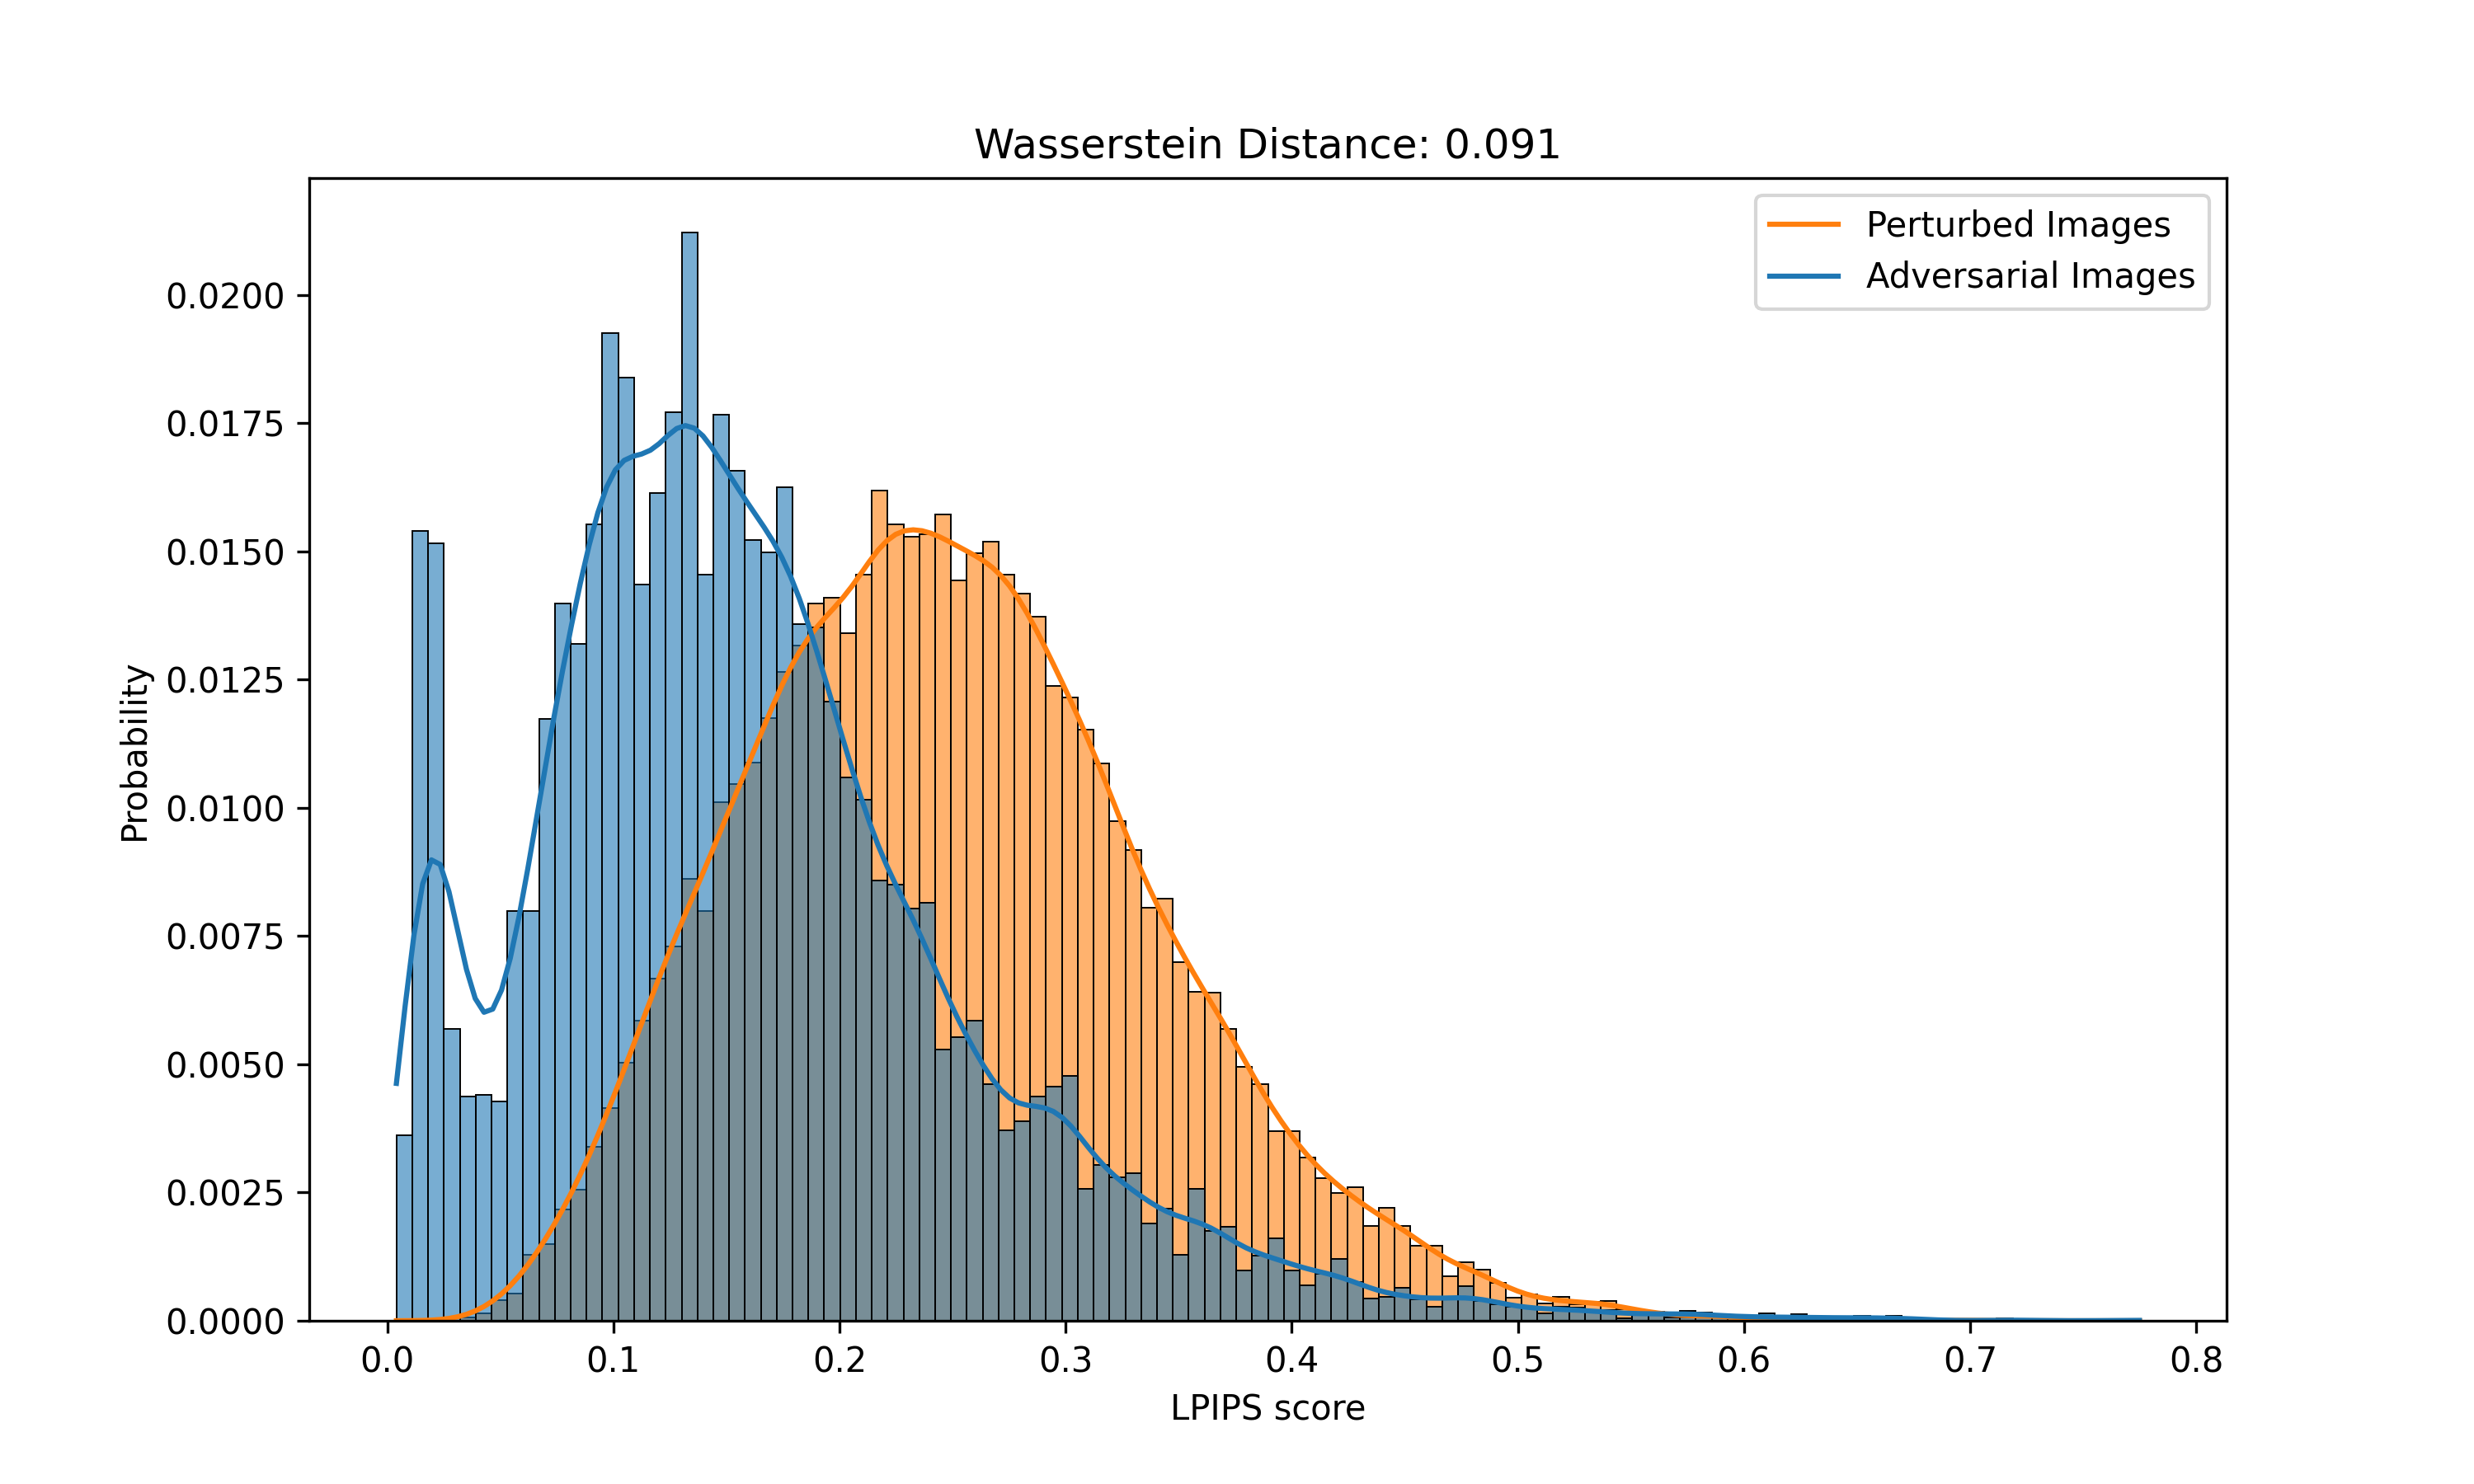 Wasserstein Distance: 0.091
Perturbed Images
Adversarial Images
Probability
0.0200
0.0175
0.0150
0.0125
0.0100
0.0075
0.0050
0.0025
0.0000
0.0 0.1 0.2 0.3 0.4 0.5 0.6 0.7 0.8
LPIPS score